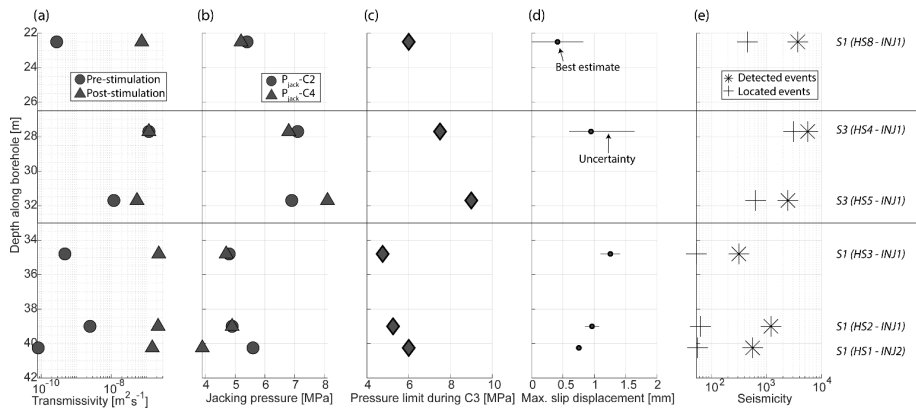 (a) (b) (c) (d) (e)
22
24
26
28
30
32
34
36
38
40
42
Depth along borehole [m]
Pre-stimulation
Post-stimulation
P_jack-C2
P_jack-C4
Best estimate
Uncertainty
Detected events
Located events
S1 (HS8 - INJ1)
S3 (HS4 - INJ1)
S3 (HS5 - INJ1)
S1 (HS3 - INJ1)
S1 (HS2 - INJ1)
S1 (HS1 - INJ2)
10^-10 10^-8
4 5 6 7 8
4 6 8 10
0 0.5 1 1.5 2
10^2 10^3 10^4
Transmissivity [m²s⁻¹]
Jacking pressure [MPa]
Pressure limit during C3 [MPa]
Max. slip displacement [mm]
Seismicity